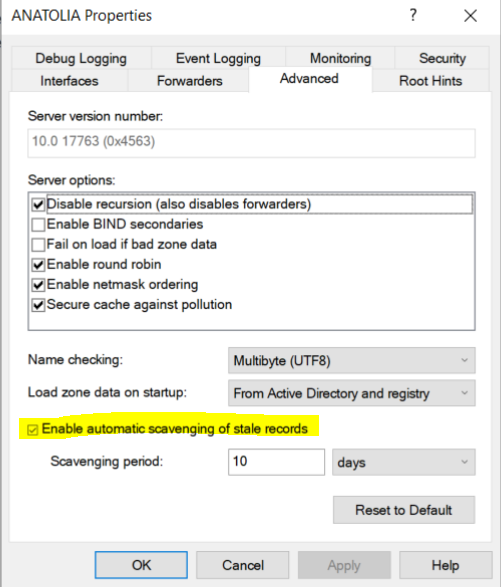 ANATOLIA Properties
?
Debug Logging Event Logging Monitoring Security
Interfaces Forwarders Advanced Root Hints
Server version number:
10.0 17763 (0x4563)
Server options:
Disable recursion (also disables forwarders)
Enable BIND secondaries
Fail on load if bad zone data
Enable round robin
Enable netmask ordering
Secure cache against pollution
Name checking: Multibyte (UTF8)
Load zone data on startup: From Active Directory and registry
Enable automatic scavenging of stale records
Scavenging period: 10 days
Reset to Default
OK Cancel Apply Help